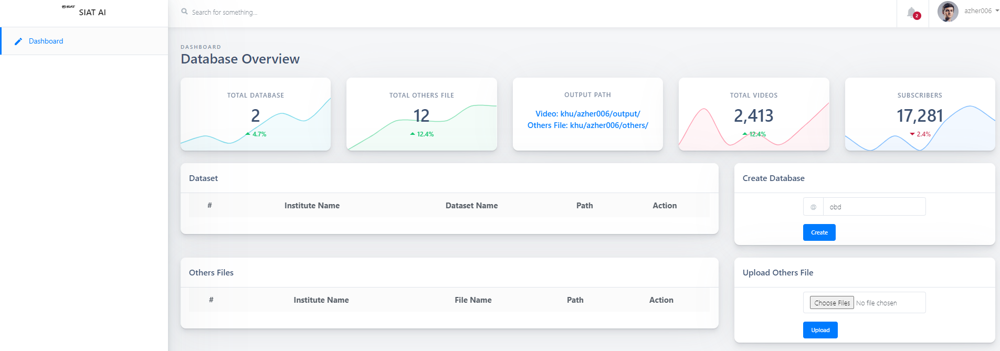 SIAT
SIAT AI
Search for something...
2
azher006
Dashboard
DASHBOARD
Database Overview
TOTAL DATABASE
2
4.7%
TOTAL OTHERS FILE
12
12.4%
OUTPUT PATH
Video: khu/azher006/output/
Others File: khu/azher006/others/
TOTAL VIDEOS
2,413
12.4%
SUBSCRIBERS
17,281
2.4%
Dataset
# Institute Name Dataset Name Path Action
Create Database
@ obd
Create
Others Files
# Institute Name File Name Path Action
Upload Others File
Choose Files No file chosen
Upload